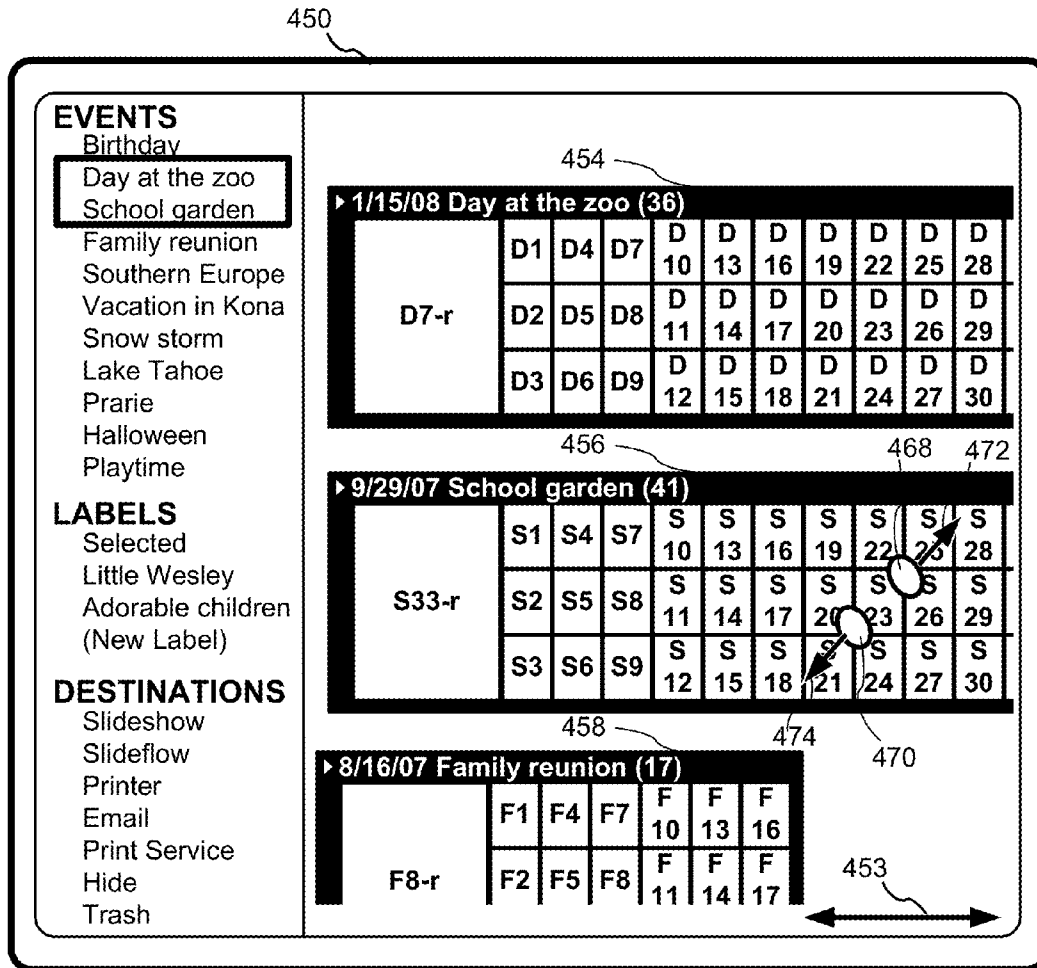 450
EVENTS
Birthday
Day at the zoo
School garden
Family reunion
Southern Europe
Vacation in Kona
Snow storm
Lake Tahoe
Prarie
Halloween
Playtime
LABELS
Selected
Little Wesley
Adorable children
(New Label)
DESTINATIONS
Slideshow
Slideflow
Printer
Email
Print Service
Hide
Trash
454
1/15/08 Day at the zoo (36)
D7-r
D1 D4 D7 D 10 D 13 D 16 D 19 D 22 D 25 D 28
D2 D5 D8 D 11 D 14 D 17 D 20 D 23 D 26 D 29
D3 D6 D9 D 12 D 15 D 18 D 21 D 24 D 27 D 30
456 468 472
9/29/07 School garden (41)
S33-r
S1 S4 S7 S 10 S 13 S 16 S 19 S 22 S 25 S 28
S2 S5 S8 S 11 S 14 S 17 S 20 S 23 S 26 S 29
S3 S6 S9 S 12 S 15 S 18 S 21 S 24 S 27 S 30
458 474 470
8/16/07 Family reunion (17)
F8-r
F1 F4 F7 F 10 F 13 F 16
F2 F5 F8 F 11 F 14 F 17
453